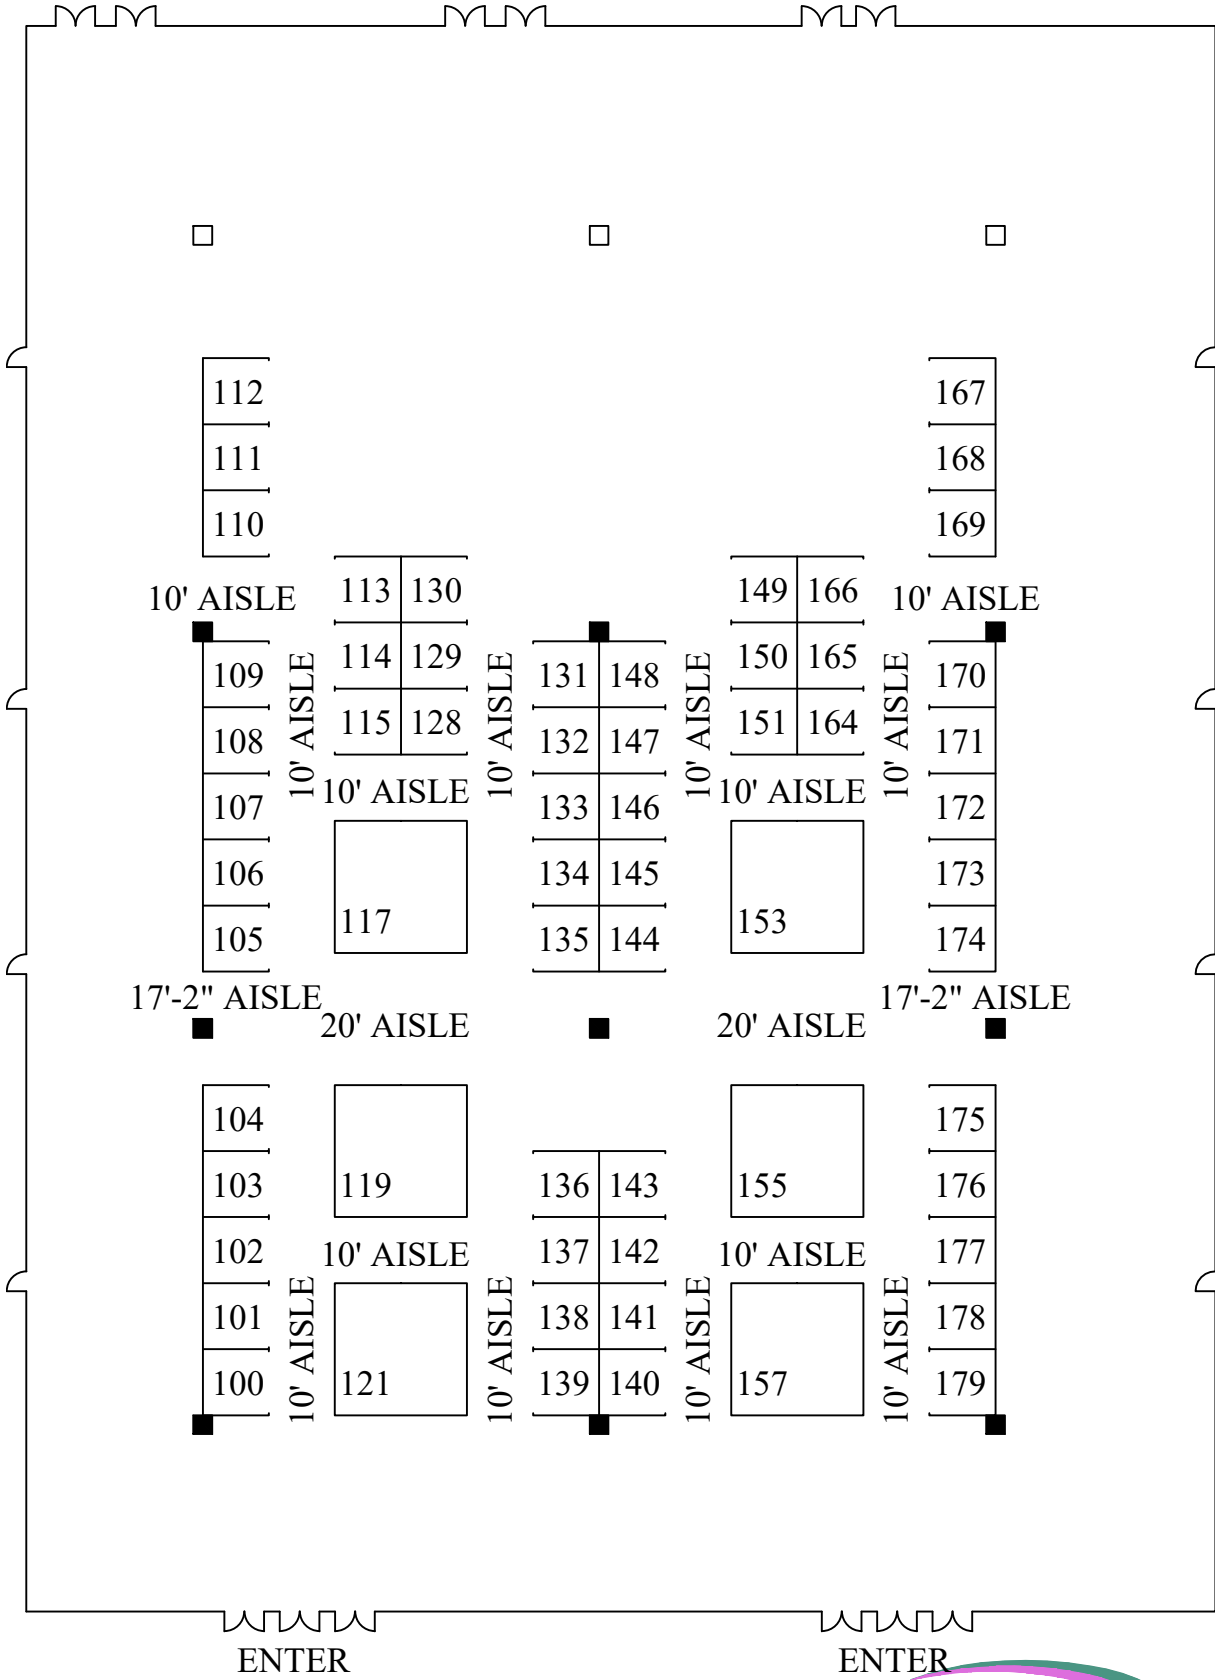 112 167
111 168
110 169
113 130 149 166
10' AISLE 10' AISLE
114 129 150 165
109 131 148 170
115 128 151 164
10' AISLE 10' AISLE 10' AISLE 10' AISLE
108 132 147 171
10' AISLE 10' AISLE
107 133 146 172
106 134 145 173
117 153
105 135 144 174
17'-2" AISLE 17'-2" AISLE
20' AISLE 20' AISLE
104 175
103 119 136 143 155 176
102 10' AISLE 137 142 10' AISLE 177
101 138 141 178
10' AISLE 10' AISLE 10' AISLE 10' AISLE
100 121 139 140 157 179
ENTER ENTER